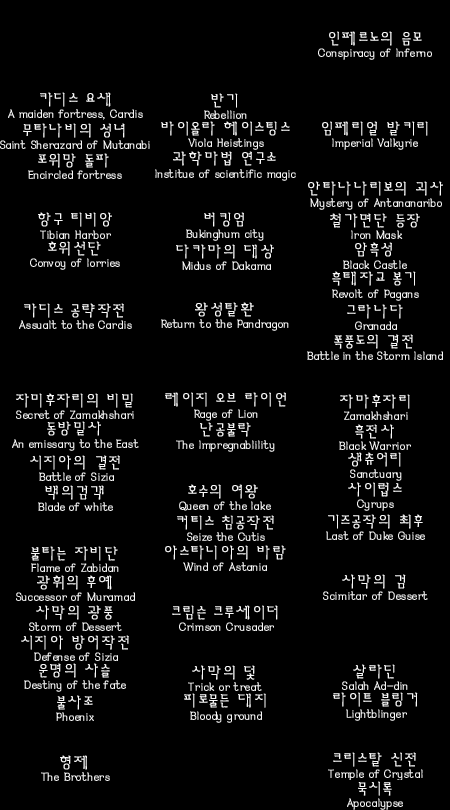 인페르노의 음모
Conspiracy of Inferno
카디스 요새
A maiden fortress, Cardis
반기
Rebellion
무타나비의 성녀
Saint Sherazard of Mutanabi
바이올라 헤이스팅스
Viola Heistings
임페리얼 발키리
Imperial Valkyrie
포위망 돌파
Encircled fortress
과학마법 연구소
Institue of scientific magic
안타나나리보의 괴사
Mystery of Antananaribo
항구 티비앙
Tibian Harbor
버킹엄
Bukinghum city
철가면단 등장
Iron Mask
호위선단
Convoy of lorries
다카마의 대상
Midus of Dakama
암흑성
Black Castle
흑태자교 봉기
Revolt of Pagans
카디스 공략작전
Assualt to the Cardis
왕성탈환
Return to the Pandragon
그라나다
Granada
폭풍도의 결전
Battle in the Storm Island
자미후자리의 비밀
Secret of Zamakhshari
레이지 오브 라이언
Rage of Lion
자마후자리
Zamakhshari
동방밀사
An emissary to the East
난공불락
The Impregnablility
흑전사
Black Warrior
시지아의 결전
Battle of Sizia
생츄어리
Sanctuary
백의검객
Blade of white
호수의 여왕
Queen of the lake
사이럽스
Cyrups
커티스 침공작전
Seize the Cutis
기즈공작의 최후
Last of Duke Guise
불타는 자비단
Flame of Zabidan
아스타니아의 바람
Wind of Astania
광휘의 후예
Successor of Muramad
사막의 검
Scimitar of Dessert
사막의 광풍
Storm of Dessert
크림슨 크루세이더
Crimson Crusader
시지아 방어작전
Defense of Sizia
운명의 사슬
Destiny of the fate
사막의 덫
Trick or treat
살라딘
Salah Ad-din
불사조
Phoenix
피로물든 대지
Bloody ground
라이트 블링거
Lightblinger
형제
The Brothers
크리스탈 신전
Temple of Crystal
묵시록
Apocalypse